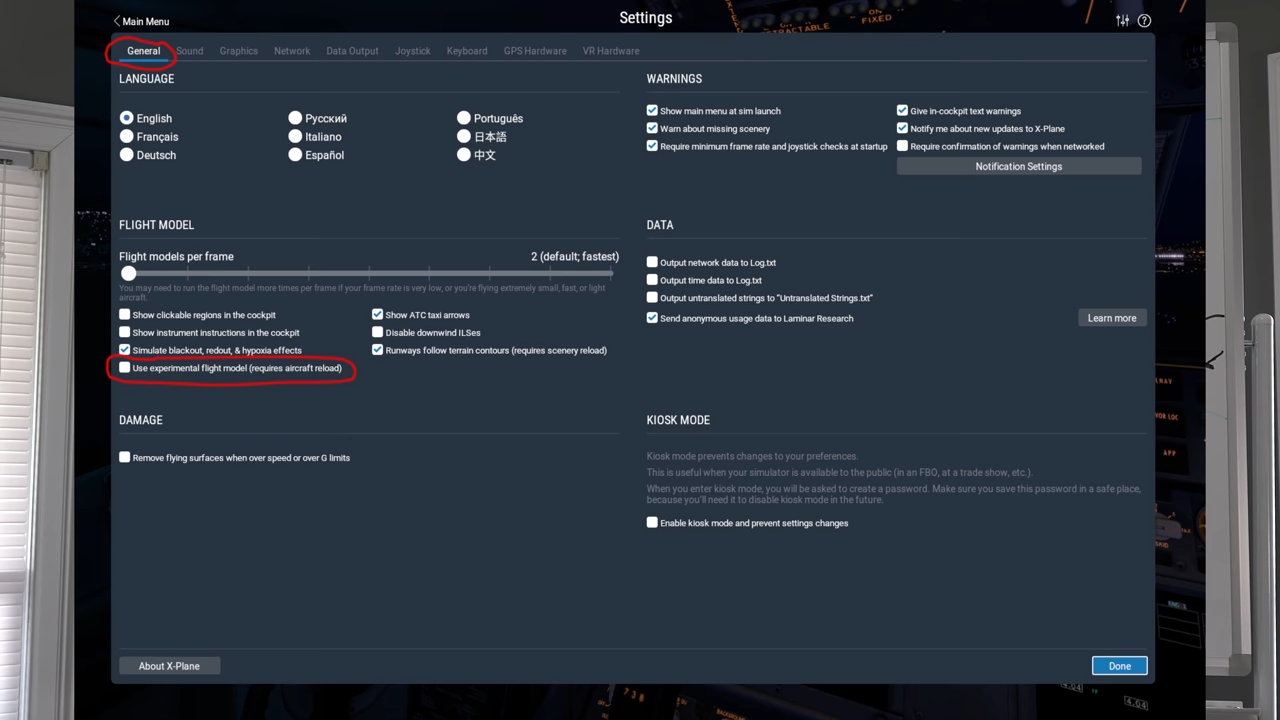 Main Menu
Settings
General Sound Graphics Network Data Output Joystick Keyboard GPS Hardware VR Hardware
LANGUAGE
English
Français
Deutsch
Русский
Italiano
Español
Português
日本語
中文
FLIGHT MODEL
Flight models per frame
2 (default; fastest)
You may need to run the flight model more times per frame if your frame rate is very low, or you're flying extremely small, fast, or light
aircraft.
Show clickable regions in the cockpit
Show instrument instructions in the cockpit
Simulate blackout, redout, & hypoxia effects
Use experimental flight model (requires aircraft reload)
Show ATC taxi arrows
Disable downwind ILSes
Runways follow terrain contours (requires scenery reload)
DAMAGE
Remove flying surfaces when over speed or over G limits
WARNINGS
Show main menu at sim launch
Warn about missing scenery
Require minimum frame rate and joystick checks at startup
Give in-cockpit text warnings
Notify me about new updates to X-Plane
Require confirmation of warnings when networked
Notification Settings
DATA
Output network data to Log.txt
Output time data to Log.txt
Output untranslated strings to "Untranslated Strings.txt"
Send anonymous usage data to Laminar Research
Learn more
KIOSK MODE
Kiosk mode prevents changes to your preferences.
This is useful when your simulator is available to the public (in an FBO, at a trade show, etc.).
When you enter kiosk mode, you will be asked to create a password. Make sure you save this password in a safe place,
because you'll need it to disable kiosk mode in the future.
Enable kiosk mode and prevent settings changes
About X-Plane
Done
FIXED
VOR LOC
APP
4.04
4.04